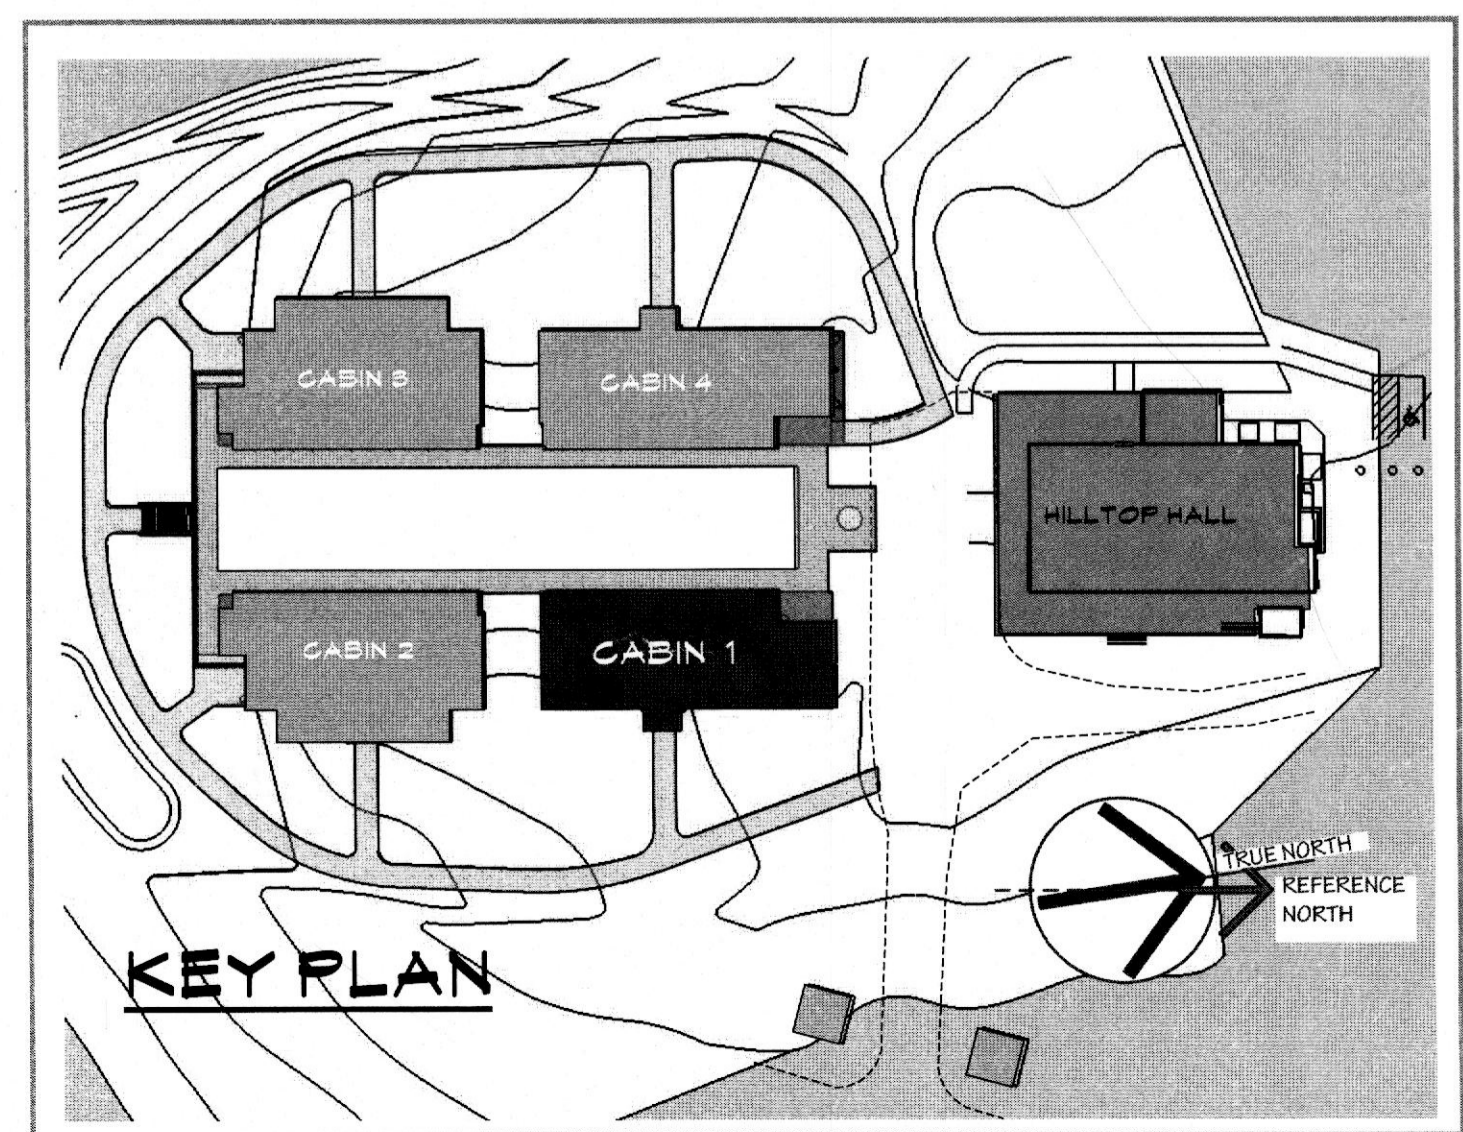 CABIN 3
CABIN 4
HILLTOP HALL
CABIN 2
CABIN 1
TRUE NORTH
REFERENCE
NORTH
KEY PLAN